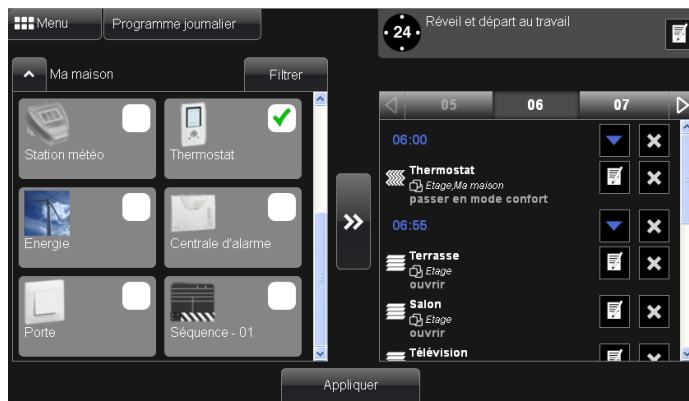 Menu
Programme journalier
24
Réveil et départ au travail
Ma maison
Filtrer
Station météo
Thermostat
Energie
Centrale d'alarme
Porte
Séquence - 01
05
06
07
06:00
Thermostat
Etage,Ma maison
passer en mode confort
06:55
Terrasse
Etage
ouvrir
Salon
Etage
ouvrir
Télévision
Appliquer